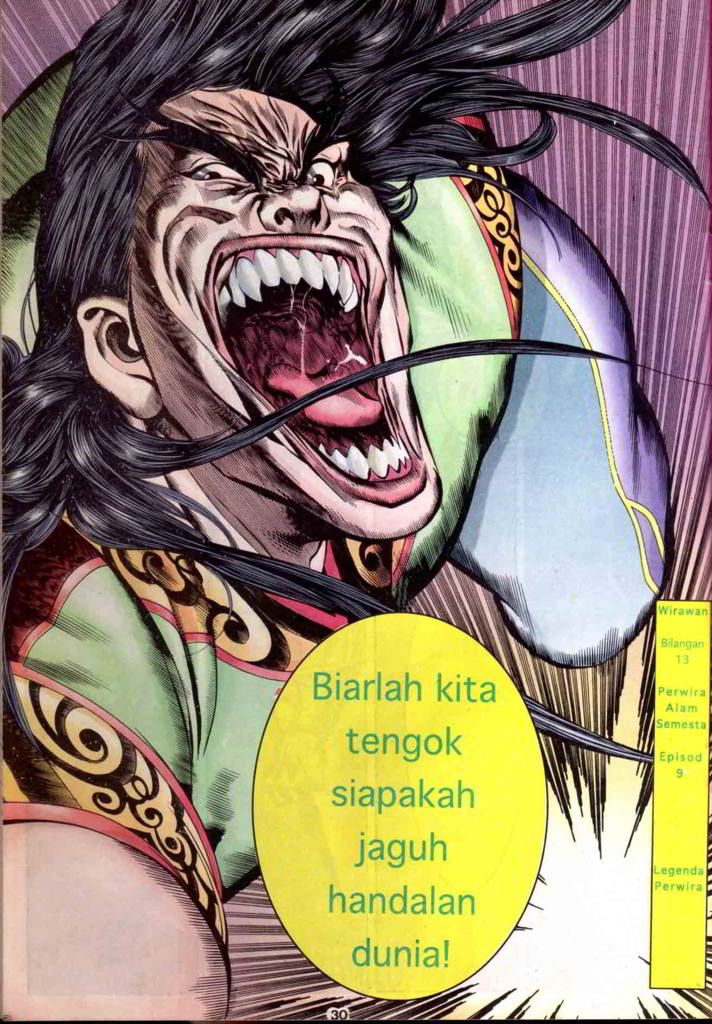 Biarlah kita
tengok
siapakah
jaguh
handalan
dunia!
Wirawan
Bilangan
13
Perwira
Alam
Semesta
Episod
9
Legenda
Perwira
30